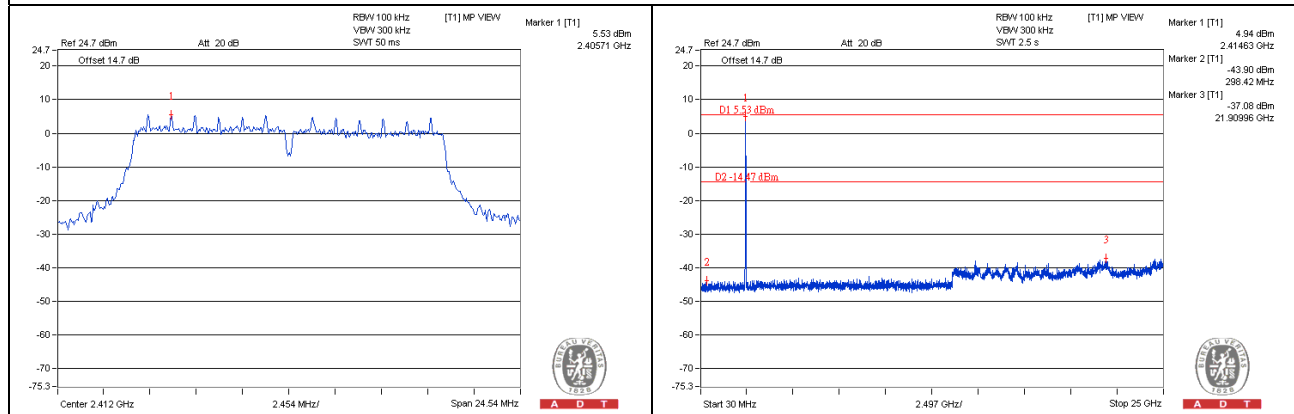 RBW 100 kHz [T1] MP VIEW
VBW 300 kHz
Ref 24.7 dBm Att 20 dB SWT 50 ms
Marker 1 [T1]
5.53 dBm
2.40571 GHz
24.7
Offset 14.7 dB
20
10
0
-10
-20
-30
-40
-50
-60
-70
-75.3
1
Center 2.412 GHz 2.454 MHz/ Span 24.54 MHz
BUREAU VERITAS
1828
A D T
RBW 100 kHz [T1] MP VIEW
VBW 300 kHz
Ref 24.7 dBm Att 20 dB SWT 2.5 s
Marker 1 [T1]
4.94 dBm
2.41463 GHz
Marker 2 [T1]
-43.90 dBm
298.42 MHz
Marker 3 [T1]
-37.08 dBm
21.90996 GHz
24.7
Offset 14.7 dB
20
10
0
-10
-20
-30
-40
-50
-60
-70
-75.3
1
D1 5.53 dBm
D2 -14.47 dBm
2
3
Start 30 MHz 2.497 GHz/ Stop 25 GHz
BUREAU VERITAS
1828
A D T